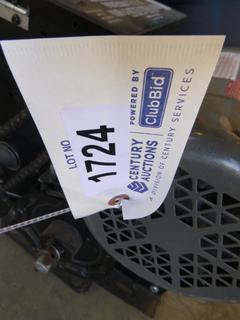 LOT NO
1724
CENTURY
AUCTIONS
A DIVISION OF CENTURY SERVICES
POWERED BY
ClubBid